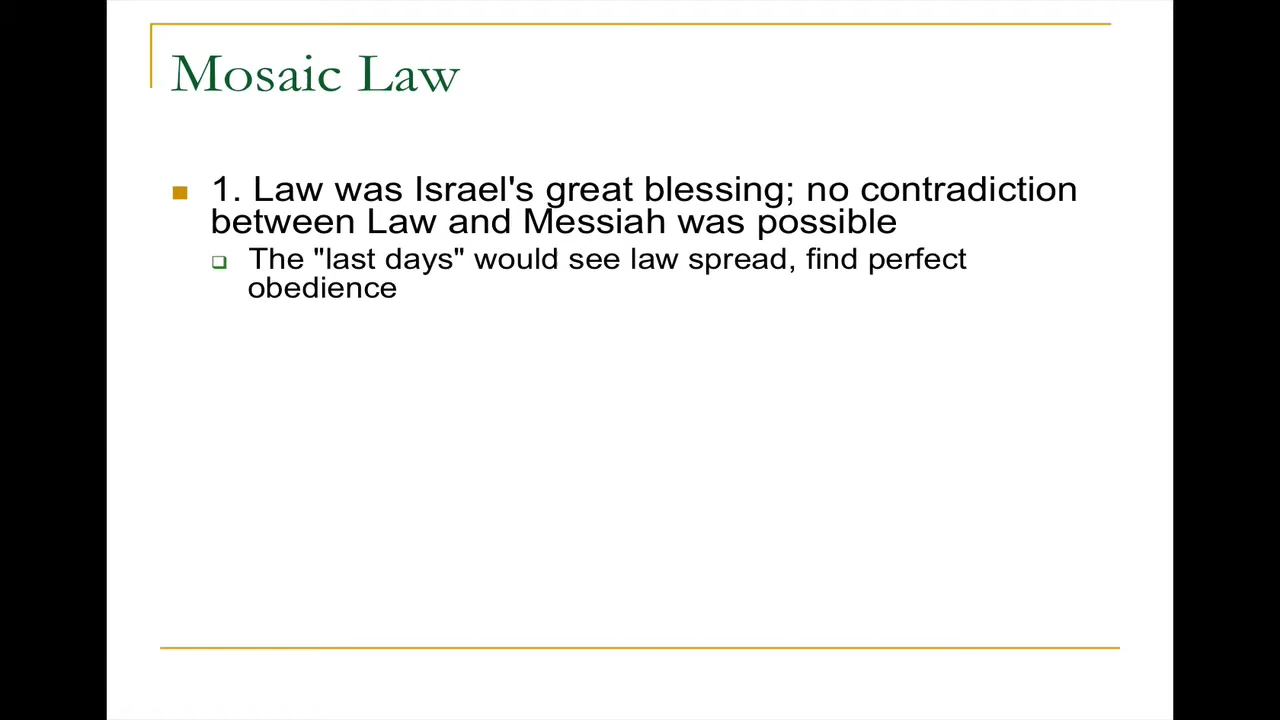 Mosaic Law
1. Law was Israel's great blessing; no contradiction
between Law and Messiah was possible
The "last days" would see law spread, find perfect
obedience